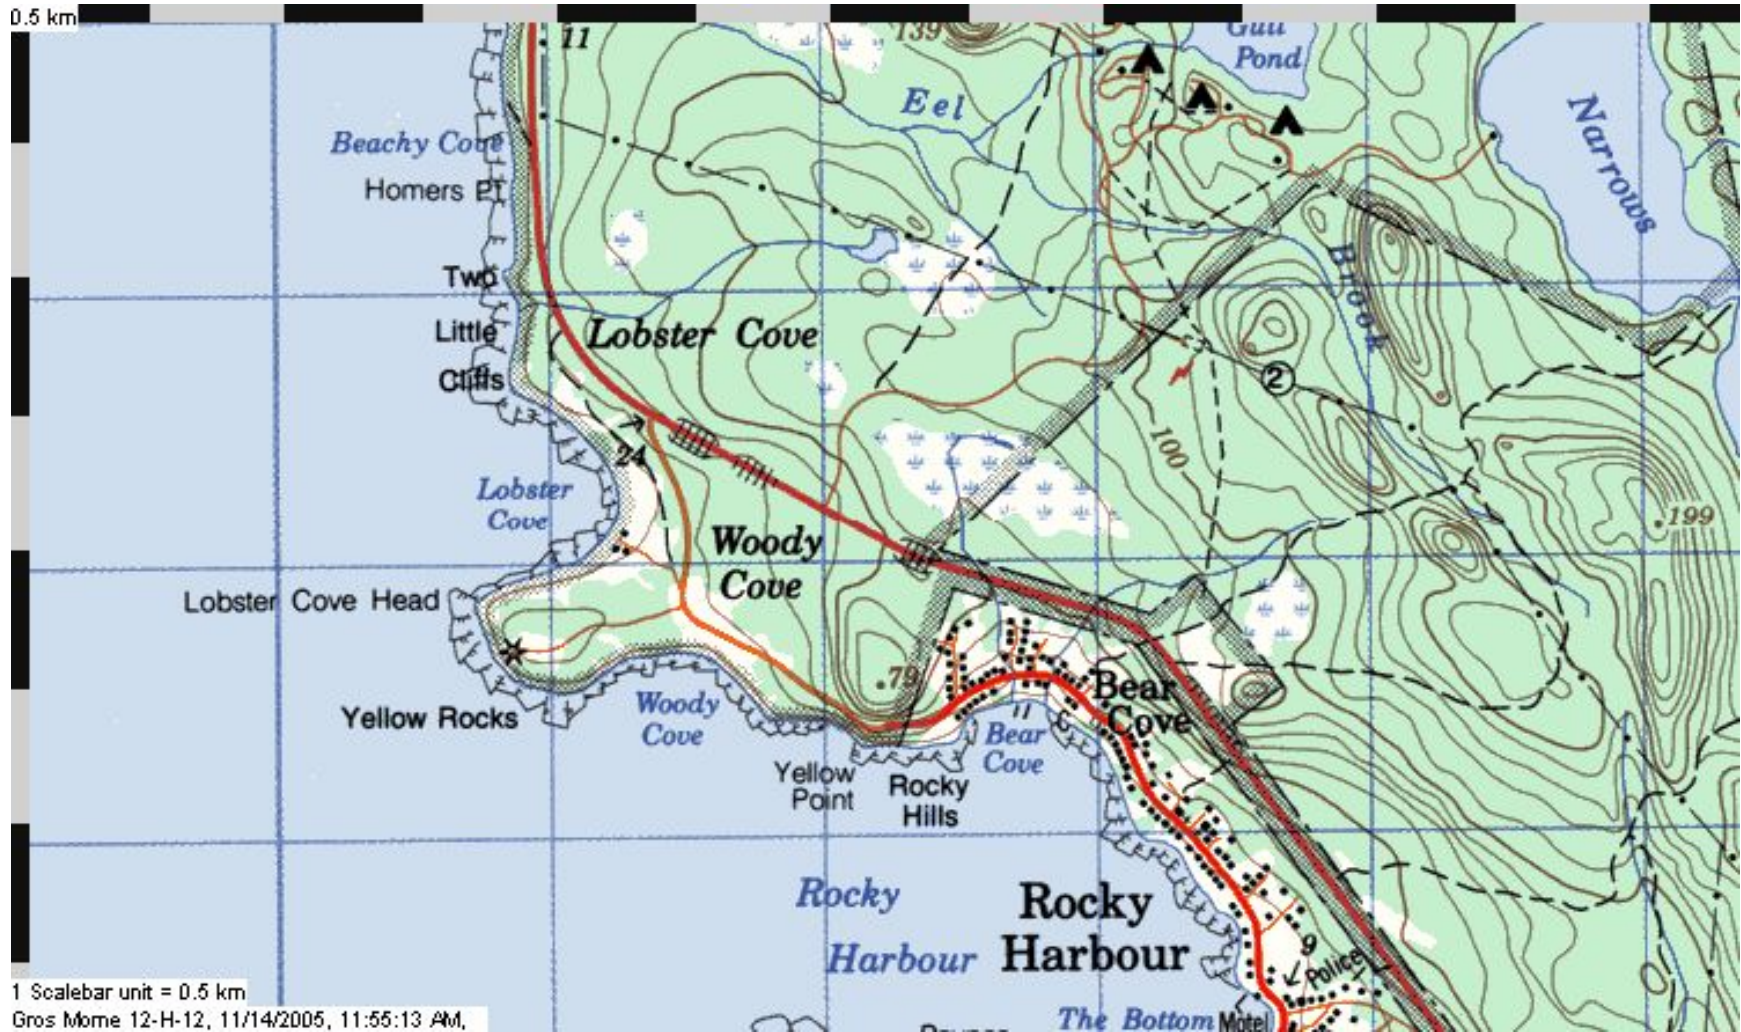 0.5 km
11
139
Gull
Pond
Eel
Narrows
Beachy Cove
Homers Pt
Two
Little
Cliffs
Lobster Cove
Brook
2
100
24
Lobster
Cove
Woody
Cove
199
Lobster Cove Head
79
Yellow Rocks
Woody
Cove
Bear
Cove
Bear
Cove
Yellow
Point
Rocky
Hills
Rocky
Harbour
Rocky
Harbour
9
Police
The Bottom
Motel
1 Scalebar unit = 0.5 km
Gros Morne 12-H-12, 11/14/2005, 11:55:13 AM,